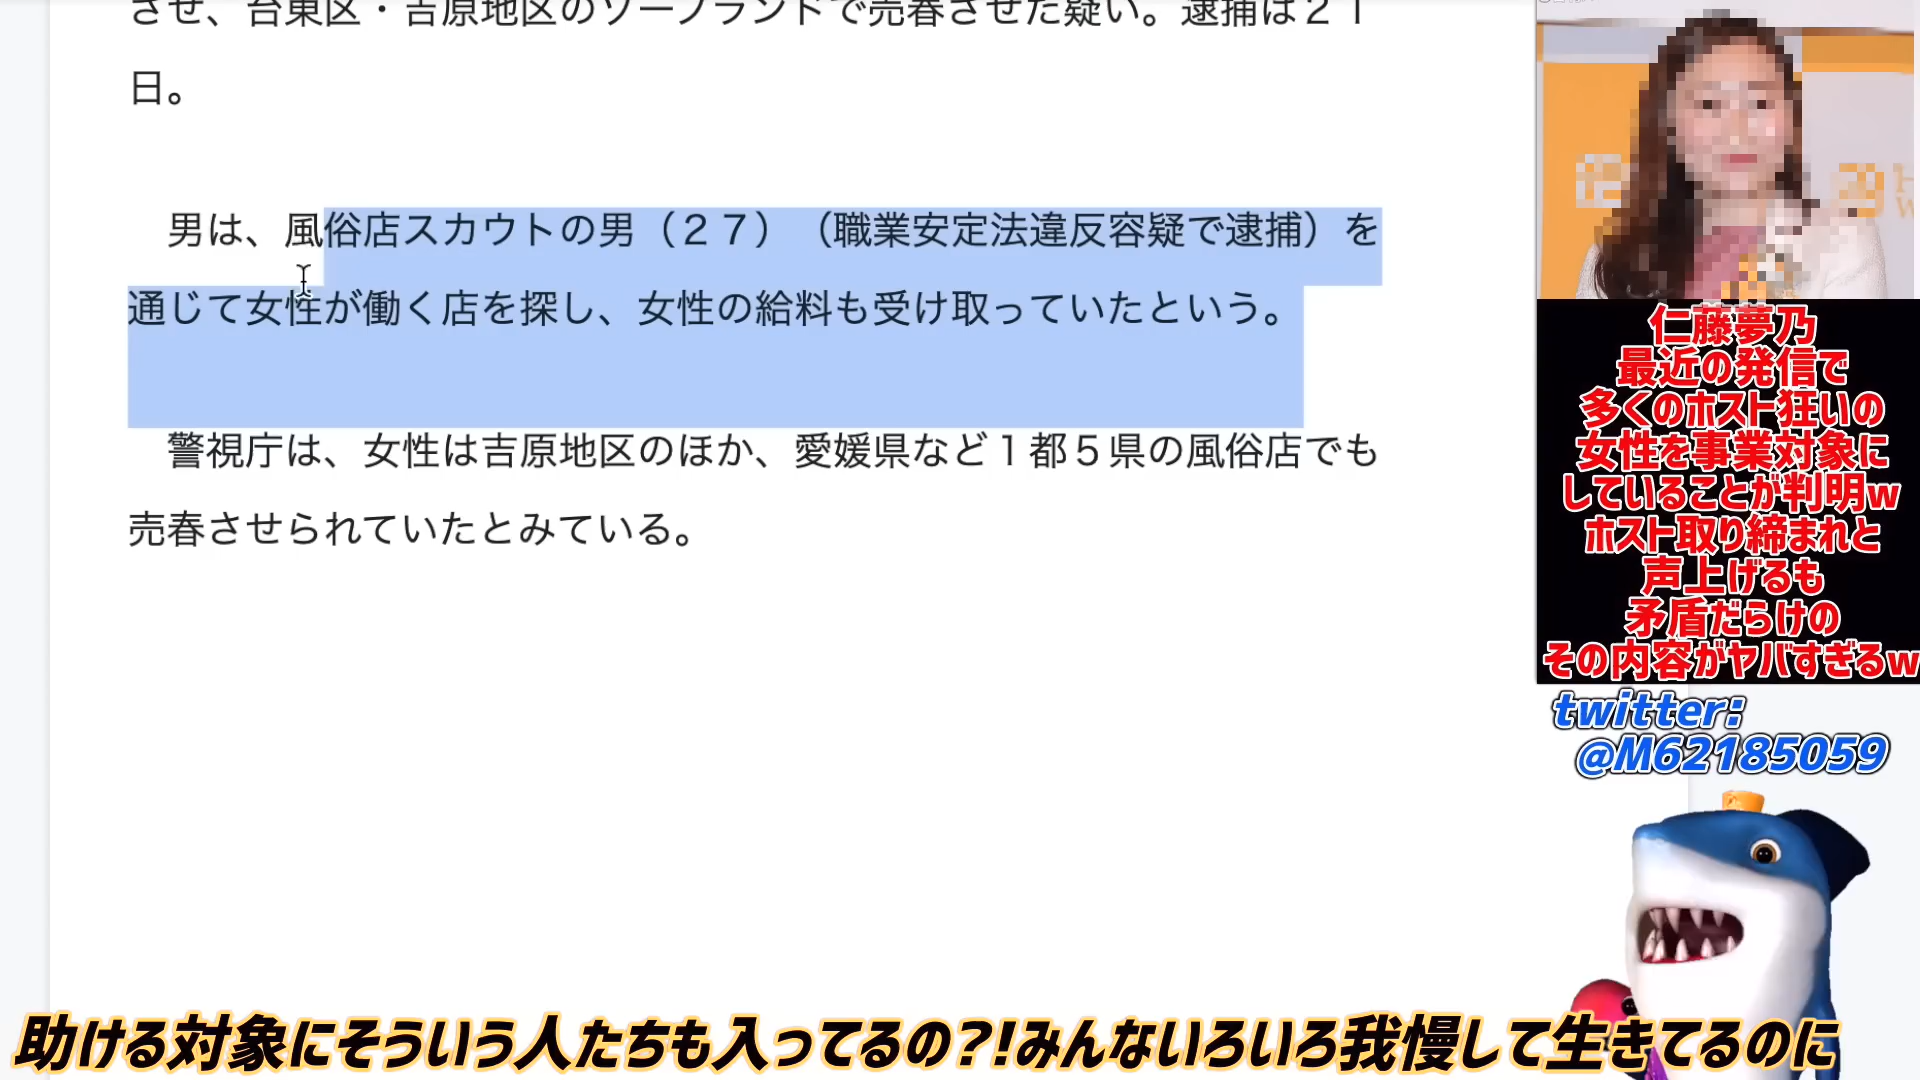 させ、台東区・吉原地区のソープランドで売春させた疑い。逮捕は２１
日。
男は、風俗店スカウトの男（２７）（職業安定法違反容疑で逮捕）を
通じて女性が働く店を探し、女性の給料も受け取っていたという。
警視庁は、女性は吉原地区のほか、愛媛県など１都５県の風俗店でも
売春させられていたとみている。
仁藤夢乃
最近の発信で
多くのホスト狂いの
女性を事業対象に
していることが判明w
ホスト取り締まれと
声上げるも
矛盾だらけの
その内容がヤバすぎるw
twitter:
@M62185059
助ける対象にそういう人たちも入ってるの?!みんないろいろ我慢して生きてるのに